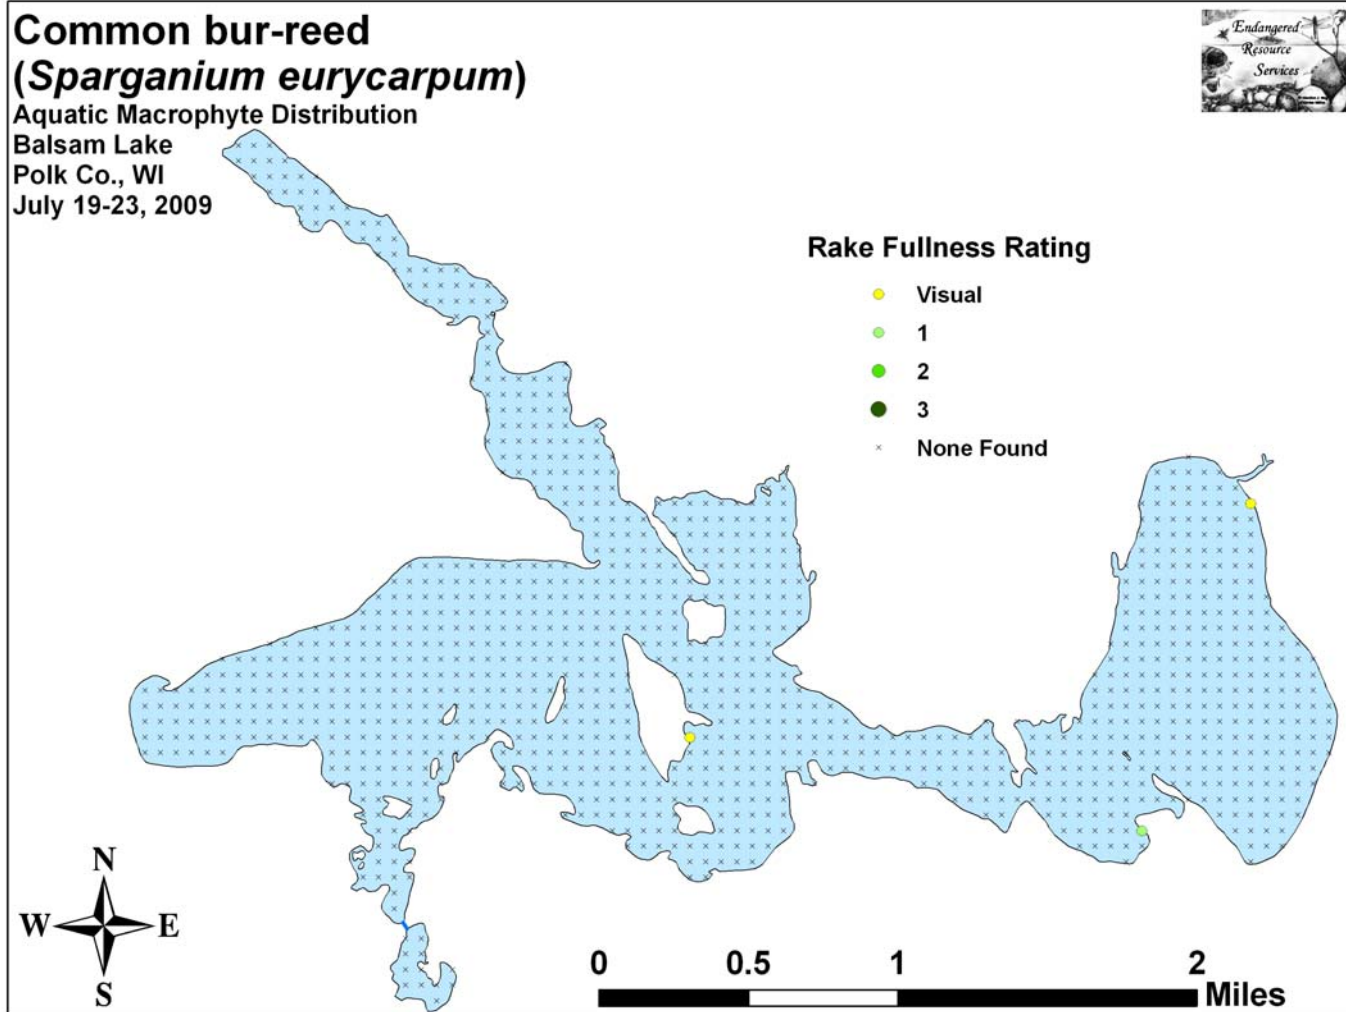 Common bur-reed
(Sparganium eurycarpum)
Aquatic Macrophyte Distribution
Balsam Lake
Polk Co., WI
July 19-23, 2009
Endangered
Resource
Services
Rake Fullness Rating
Visual
1
2
3
None Found
N
W E
S
0 0.5 1 2
Miles